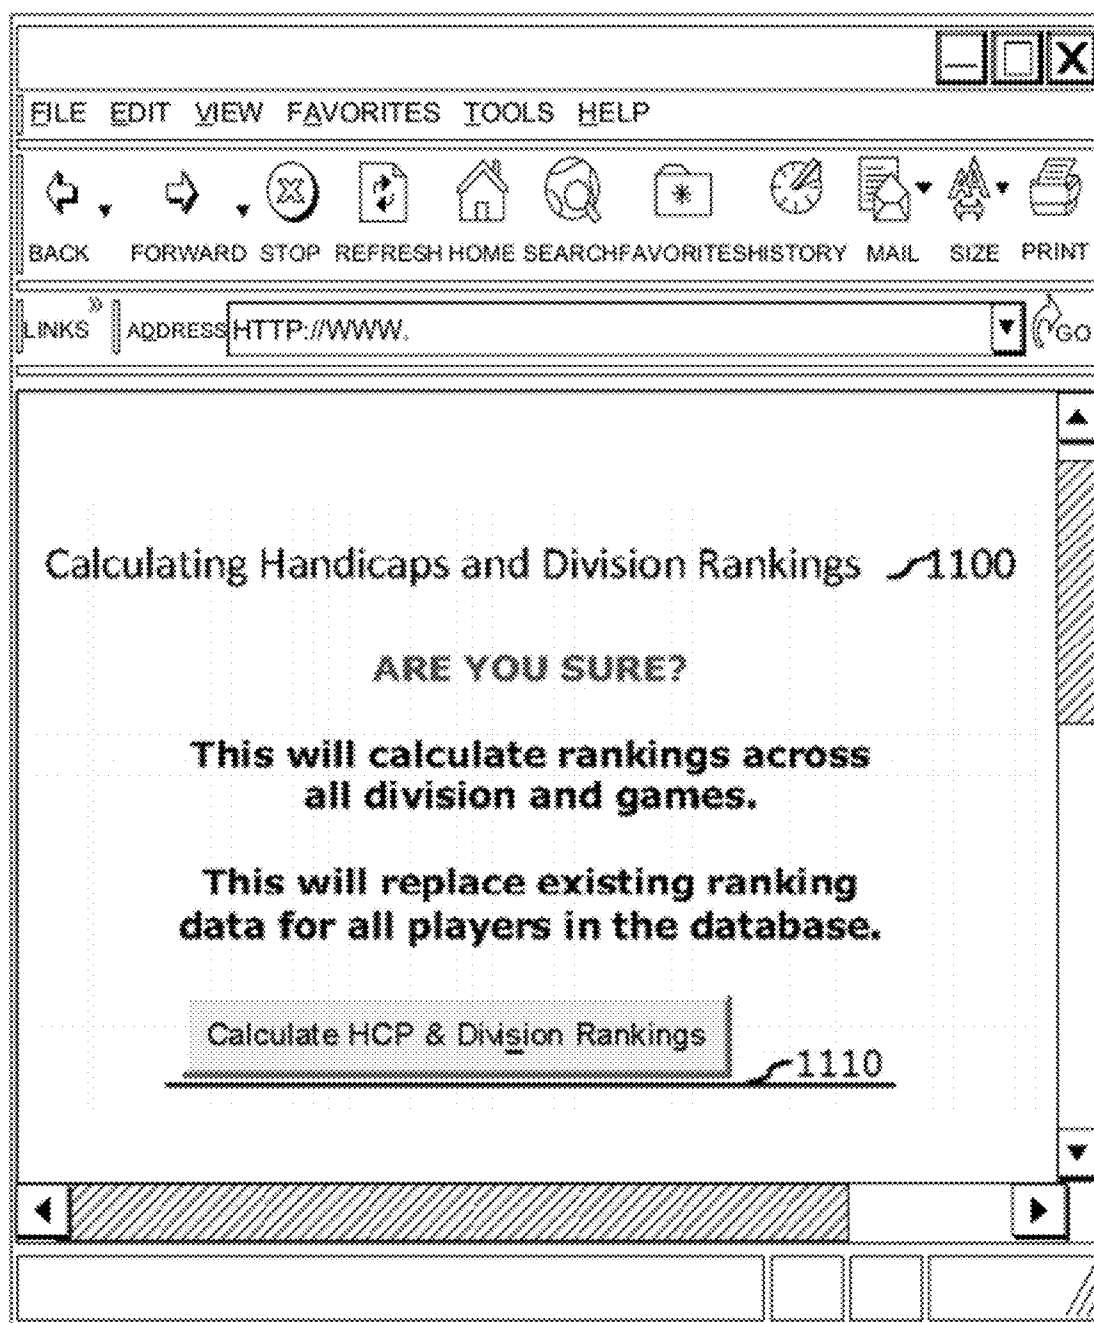 FILE EDIT VIEW FAVORITES TOOLS HELP
BACK FORWARD STOP REFRESH HOME SEARCH FAVORITES HISTORY MAIL SIZE PRINT
LINKS » ADDRESS HTTP://WWW. GO
Calculating Handicaps and Division Rankings 1100
ARE YOU SURE?
This will calculate rankings across
all division and games.
This will replace existing ranking
data for all players in the database.
Calculate HCP & Division Rankings
1110